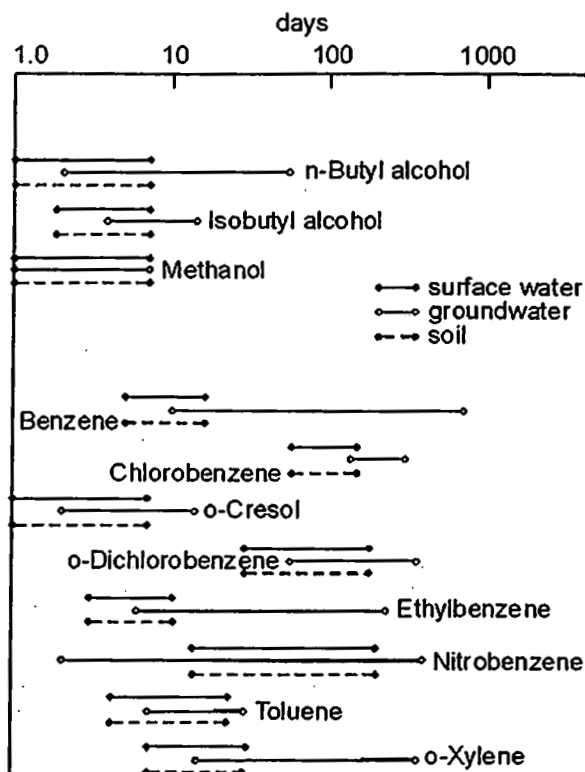 days
1.0 10 100 1000
n-Butyl alcohol
Isobutyl alcohol
Methanol
surface water
groundwater
soil
Benzene
Chlorobenzene
o-Cresol
o-Dichlorobenzene
Ethylbenzene
Nitrobenzene
Toluene
o-Xylene